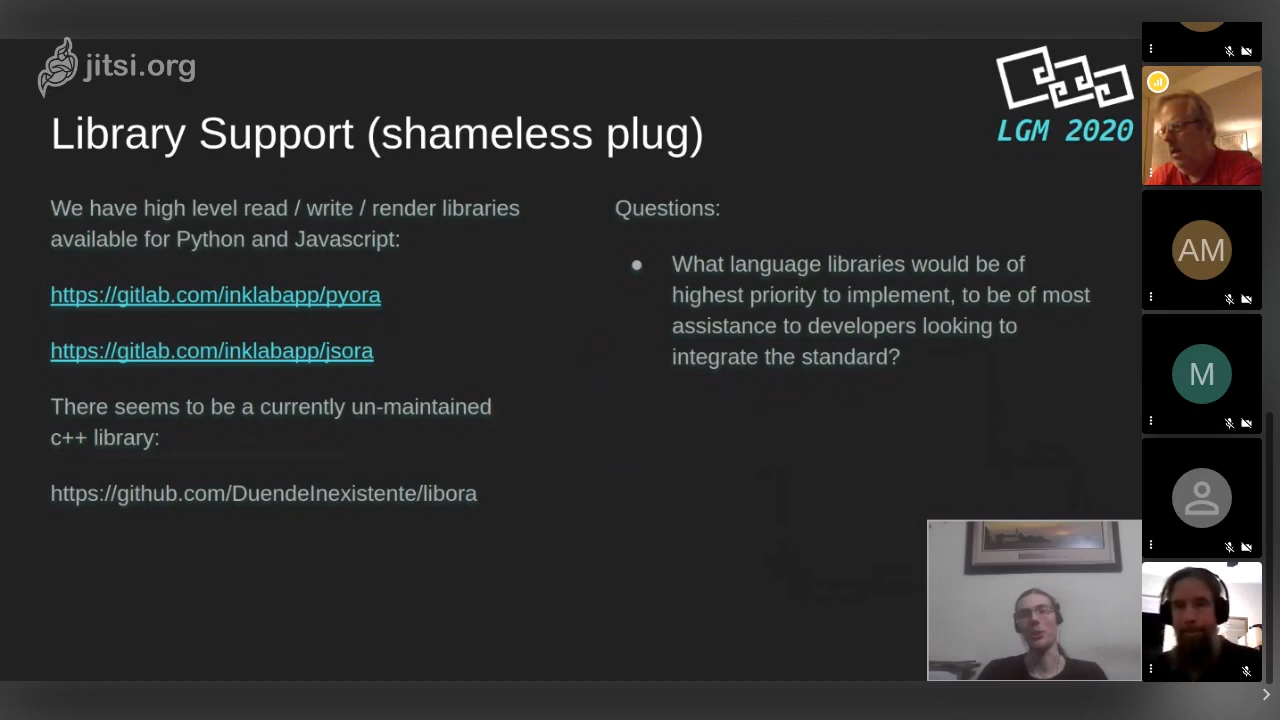 jitsi.org
LGM 2020
Library Support (shameless plug)
We have high level read / write / render libraries
available for Python and Javascript:
https://gitlab.com/inklabapp/pyora
https://gitlab.com/inklabapp/jsora
There seems to be a currently un-maintained
c++ library:
https://github.com/DuendeInexistente/libora
Questions:
● What language libraries would be of
highest priority to implement, to be of most
assistance to developers looking to
integrate the standard?
AM
M